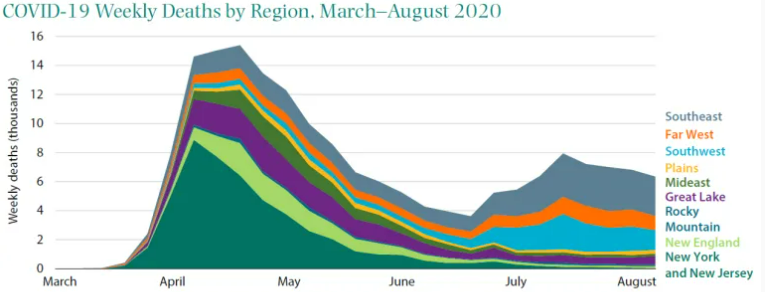 COVID-19 Weekly Deaths by Region, March–August 2020
Weekly deaths (thousands)
16
14
12
10
8
6
4
2
0
March April May June July August
Southeast
Far West
Southwest
Plains
Mideast
Great Lake
Rocky
Mountain
New England
New York
and New Jersey